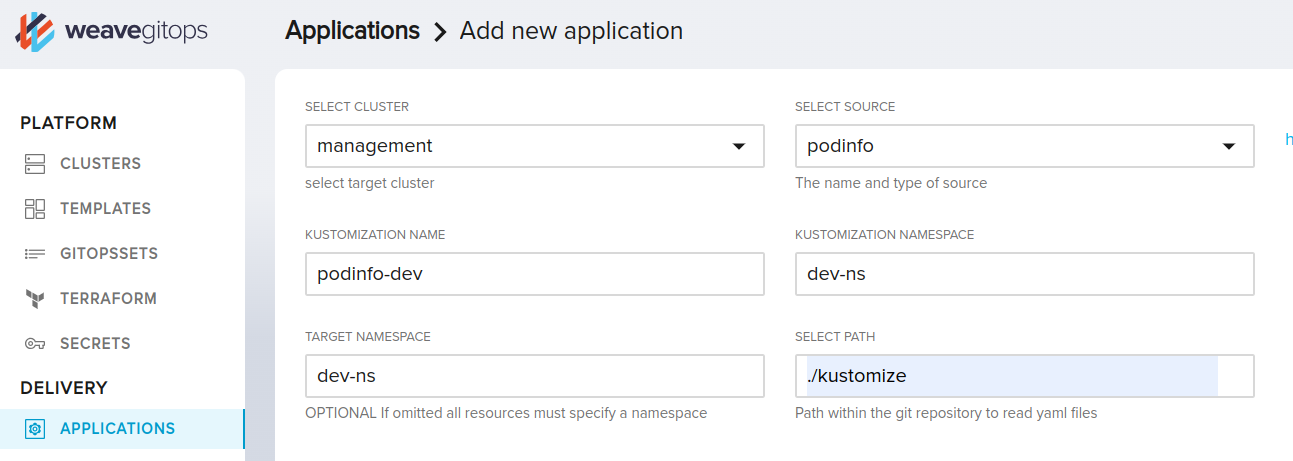 weavegitops
Applications > Add new application
PLATFORM
CLUSTERS
TEMPLATES
GITOPSSETS
TERRAFORM
SECRETS
DELIVERY
APPLICATIONS
SELECT CLUSTER
management
select target cluster
SELECT SOURCE
podinfo
The name and type of source
h
KUSTOMIZATION NAME
podinfo-dev
KUSTOMIZATION NAMESPACE
dev-ns
TARGET NAMESPACE
dev-ns
OPTIONAL If omitted all resources must specify a namespace
SELECT PATH
./kustomize
Path within the git repository to read yaml files